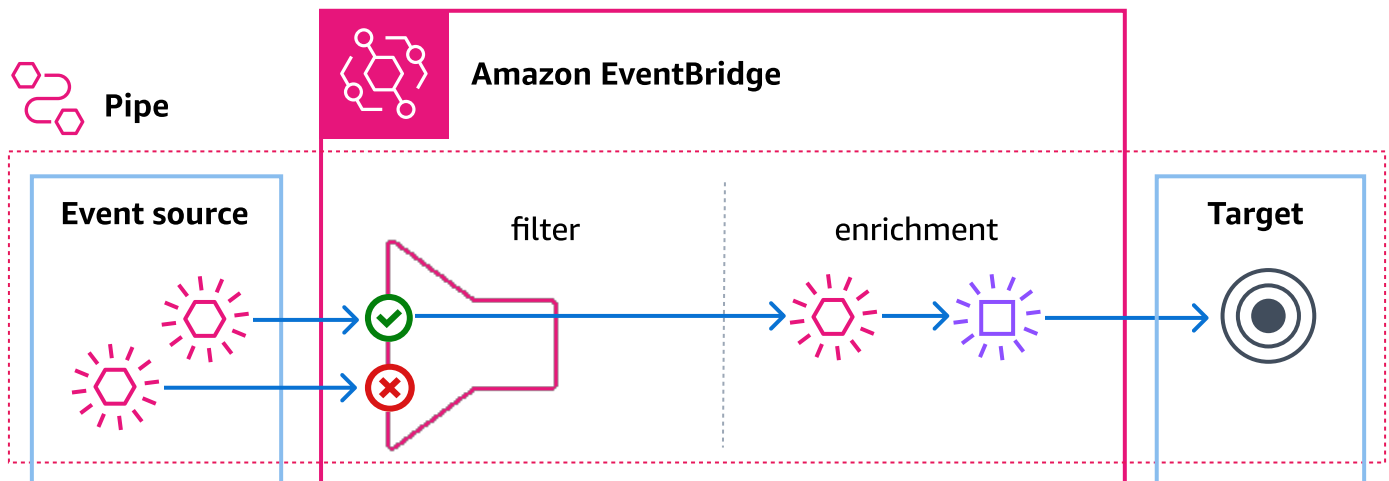 Amazon EventBridge
Pipe
Event source
filter
enrichment
Target